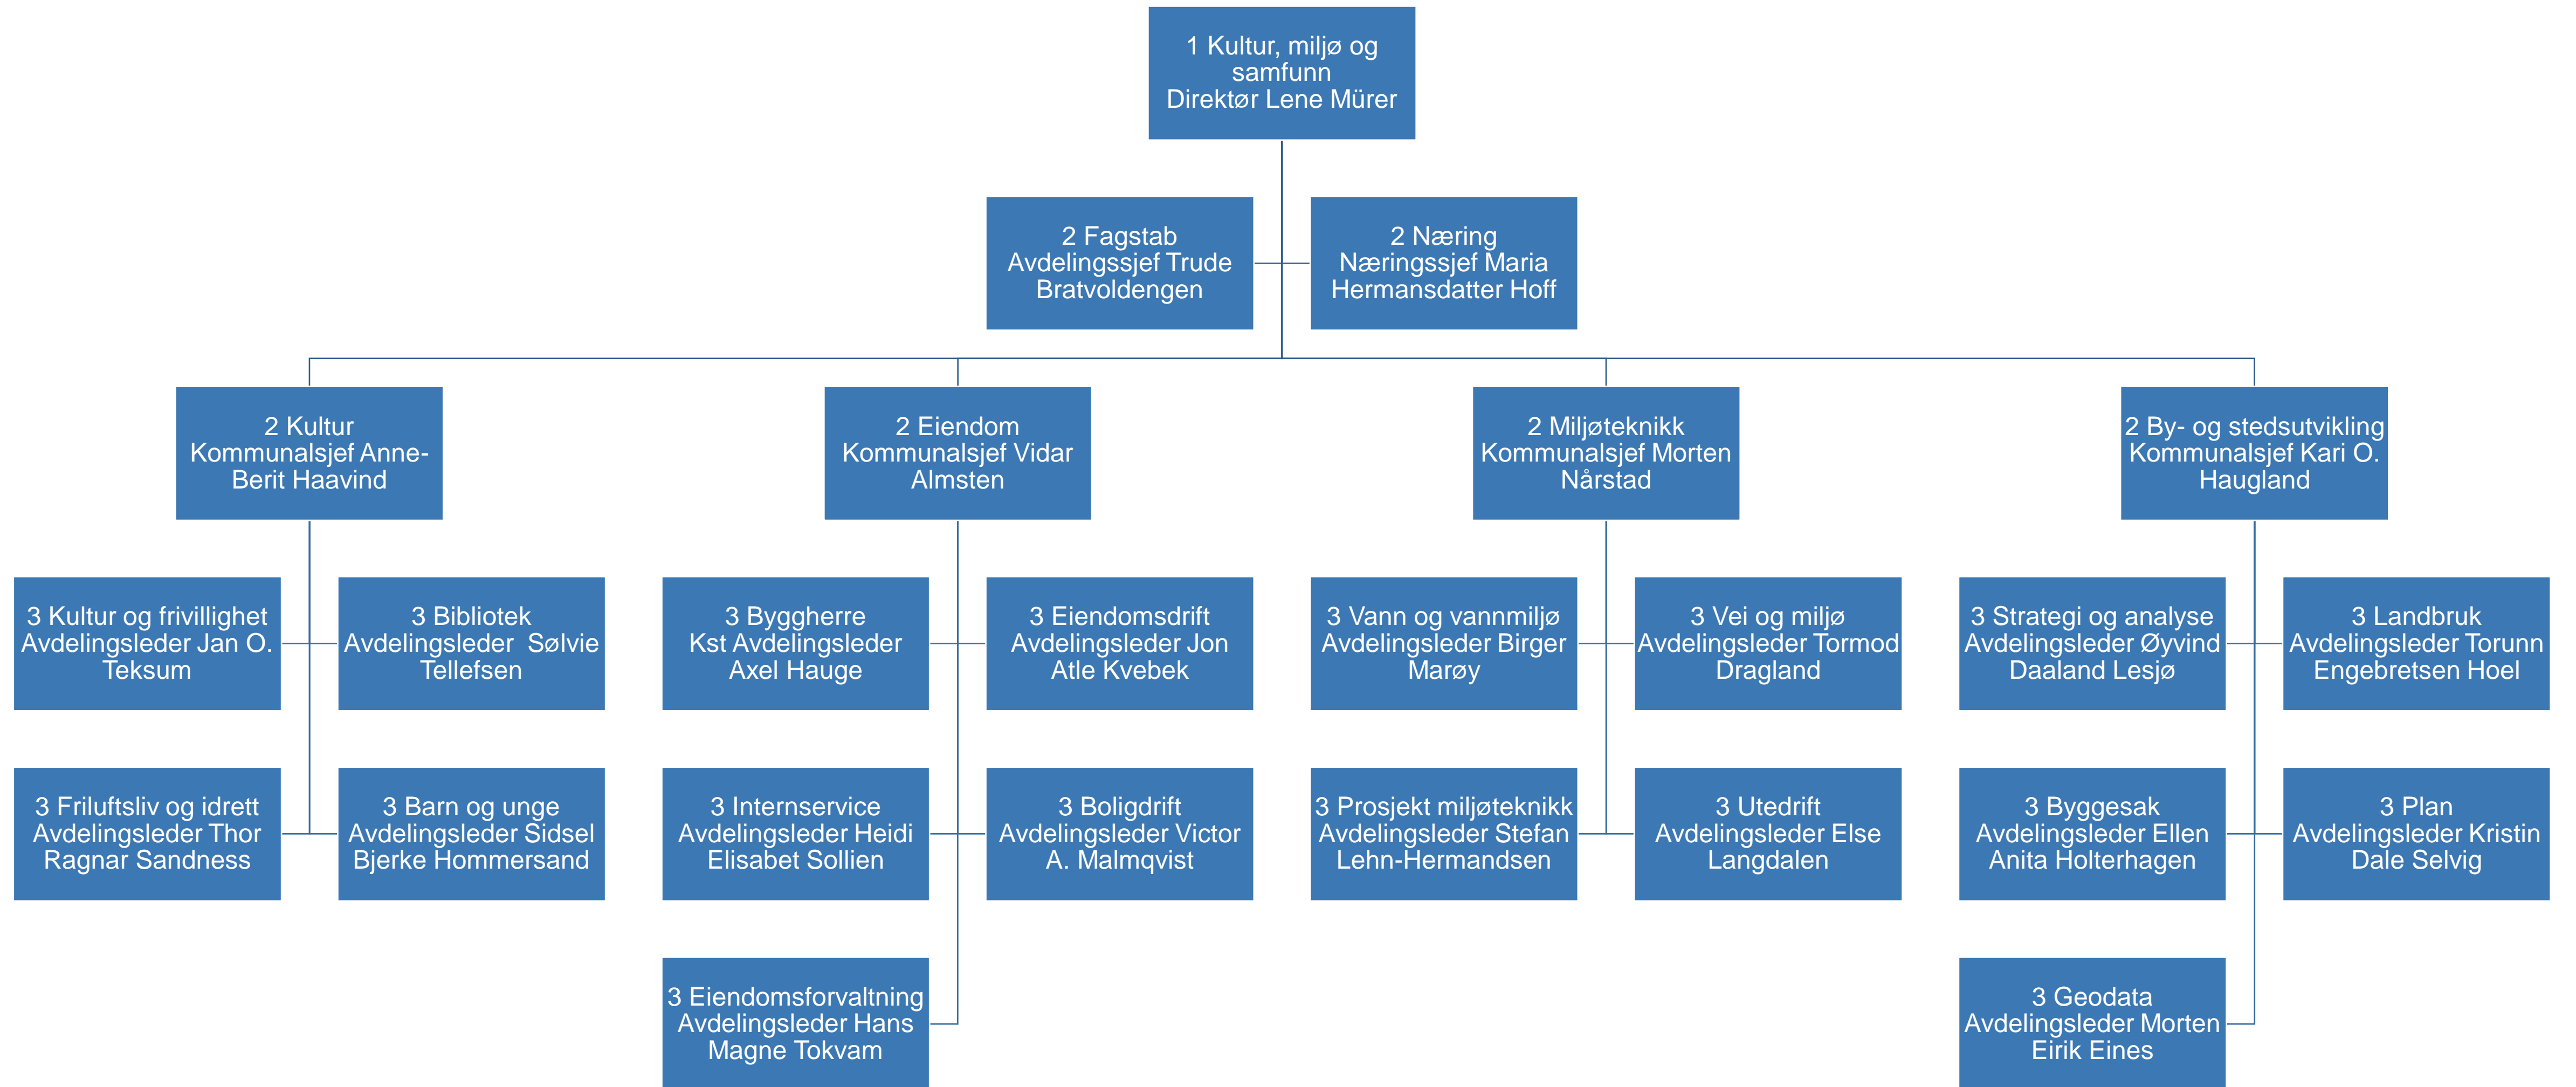 1 Kultur, miljø og
samfunn
Direktør Lene Mürer
2 Fagstab
Avdelingssjef Trude
Bratvoldengen
2 Næring
Næringssjef Maria
Hermansdatter Hoff
2 Kultur
Kommunalsjef Anne-
Berit Haavind
2 Eiendom
Kommunalsjef Vidar
Almsten
2 Miljøteknikk
Kommunalsjef Morten
Nårstad
2 By- og stedsutvikling
Kommunalsjef Kari O.
Haugland
3 Kultur og frivillighet
Avdelingsleder Jan O.
Teksum
3 Bibliotek
Avdelingsleder  Sølvie
Tellefsen
3 Byggherre
Kst Avdelingsleder
Axel Hauge
3 Eiendomsdrift
Avdelingsleder Jon
Atle Kvebek
3 Vann og vannmiljø
Avdelingsleder Birger
Marøy
3 Vei og miljø
Avdelingsleder Tormod
Dragland
3 Strategi og analyse
Avdelingsleder Øyvind
Daaland Lesjø
3 Landbruk
Avdelingsleder Torunn
Engebretsen Hoel
3 Friluftsliv og idrett
Avdelingsleder Thor
Ragnar Sandness
3 Barn og unge
Avdelingsleder Sidsel
Bjerke Hommersand
3 Internservice
Avdelingsleder Heidi
Elisabet Sollien
3 Boligdrift
Avdelingsleder Victor
A. Malmqvist
3 Prosjekt miljøteknikk
Avdelingsleder Stefan
Lehn-Hermandsen
3 Utedrift
Avdelingsleder Else
Langdalen
3 Byggesak
Avdelingsleder Ellen
Anita Holterhagen
3 Plan
Avdelingsleder Kristin
Dale Selvig
3 Eiendomsforvaltning
Avdelingsleder Hans
Magne Tokvam
3 Geodata
Avdelingsleder Morten
Eirik Eines